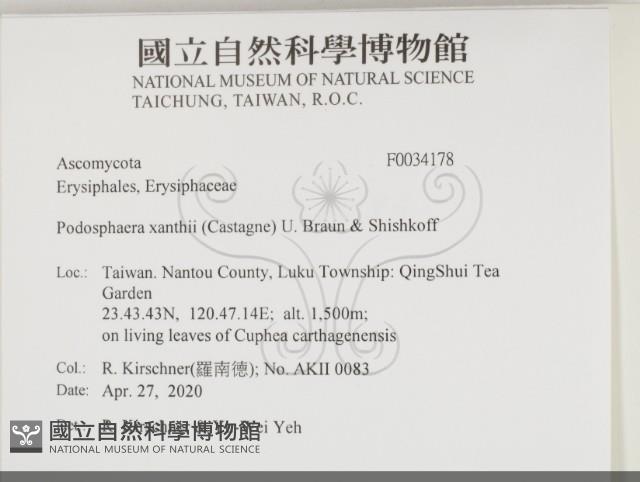 國立自然科學博物館
NATIONAL MUSEUM OF NATURAL SCIENCE
TAICHUNG, TAIWAN, R.O.C.
Ascomycota F0034178
Erysiphales, Erysiphaceae
Podosphaera xanthii (Castagne) U. Braun & Shishkoff
Loc.: Taiwan. Nantou County, Luku Township: QingShui Tea
Garden
23.43.43N, 120.47.14E; alt. 1,500m;
on living leaves of Cuphea carthagenensis
Col.: R. Kirschner(羅南德); No. AKII 0083
Date: Apr. 27, 2020
Yeh
國立自然科學博物館
NATIONAL MUSEUM OF NATURAL SCIENCE